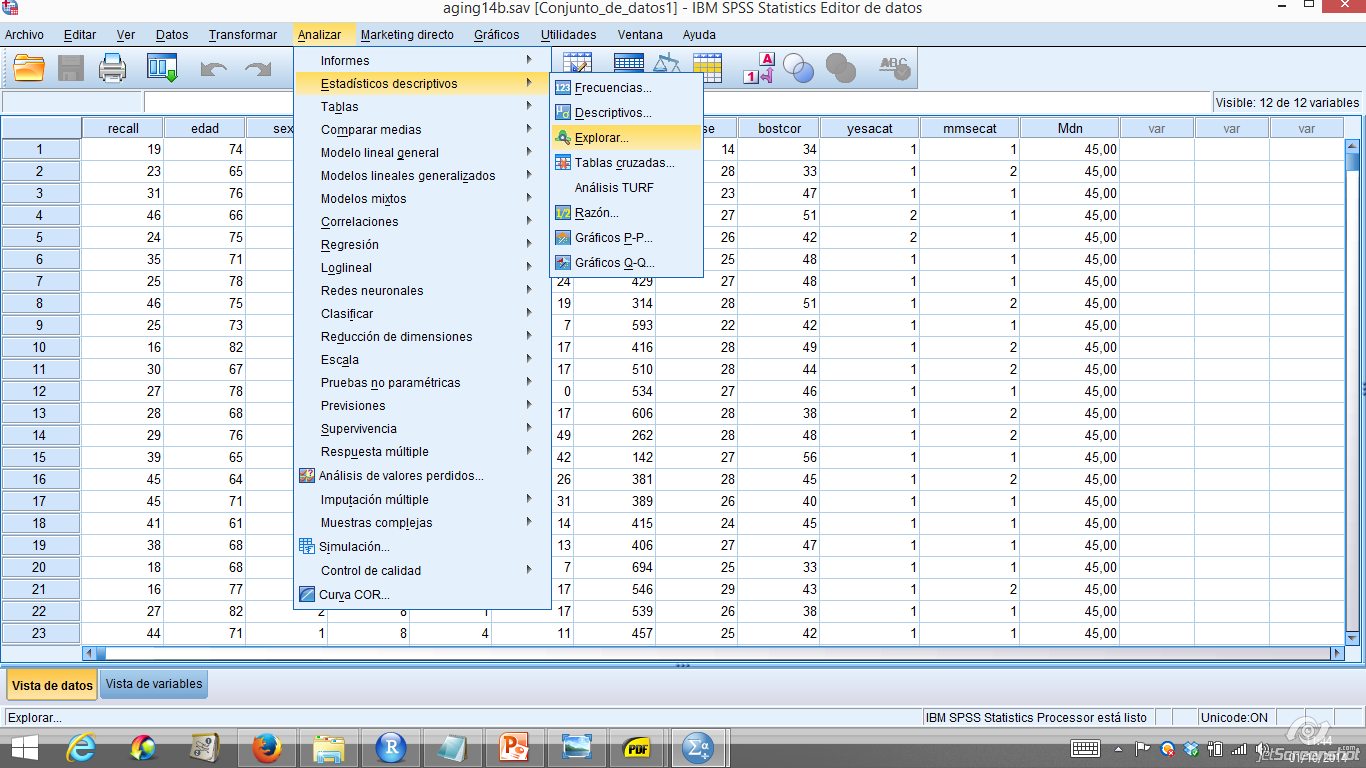 aging14b.sav [Conjunto_de_datos1] - IBM SPSS Statistics Editor de datos
Archivo Editar Ver Datos Transformar Analizar Marketing directo Gráficos Utilidades Ventana Ayuda
Visible: 12 de 12 variables
Informes
Estadísticos descriptivos
Tablas
Comparar medias
Modelo lineal general
Modelos lineales generalizados
Modelos mixtos
Correlaciones
Regresión
Loglineal
Redes neuronales
Clasificar
Reducción de dimensiones
Escala
Pruebas no paramétricas
Previsiones
Supervivencia
Respuesta múltiple
Análisis de valores perdidos...
Imputación múltiple
Muestras complejas
Simulación...
Control de calidad
Curva COR...
Frecuencias...
Descriptivos...
Explorar...
Tablas cruzadas...
Análisis TURF
Razón...
Gráficos P-P...
Gráficos Q-Q...
recall edad sex se bostcor yesacat mmsecat Mdn var var var
1 19 74 14 34 1 1 45,00
2 23 65 28 33 1 2 45,00
3 31 76 23 47 1 1 45,00
4 46 66 27 51 2 1 45,00
5 24 75 26 42 2 1 45,00
6 35 71 25 48 1 1 45,00
7 25 78 24 429 27 48 1 1 45,00
8 46 75 19 314 28 51 1 2 45,00
9 25 73 7 593 22 42 1 1 45,00
10 16 82 17 416 28 49 1 2 45,00
11 30 67 17 510 28 44 1 2 45,00
12 27 78 0 534 27 46 1 1 45,00
13 28 68 17 606 28 38 1 2 45,00
14 29 76 49 262 28 48 1 2 45,00
15 39 65 42 142 27 56 1 1 45,00
16 45 64 26 381 28 45 1 2 45,00
17 45 71 31 389 26 40 1 1 45,00
18 41 61 14 415 24 45 1 1 45,00
19 38 68 13 406 27 47 1 1 45,00
20 18 68 7 694 25 33 1 1 45,00
21 16 77 17 546 29 43 1 2 45,00
22 27 82 2 8 1 17 539 26 38 1 1 45,00
23 44 71 1 8 4 11 457 25 42 1 1 45,00
Vista de datos Vista de variables
Explorar... IBM SPSS Statistics Processor está listo Unicode:ON
PDF
jetScreenshot
01/10/2014